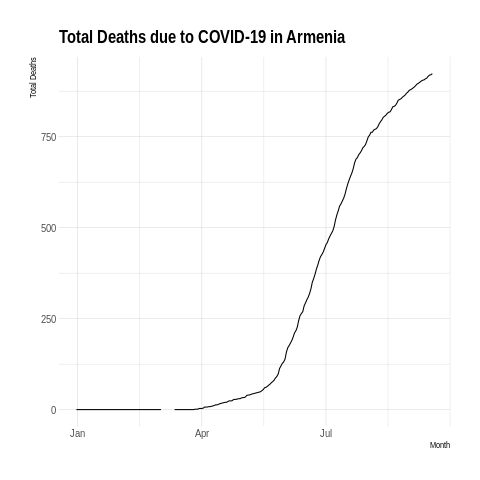 Total Deaths due to COVID-19 in Armenia
Total Deaths
750
500
250
0
Jan Apr Jul
Month